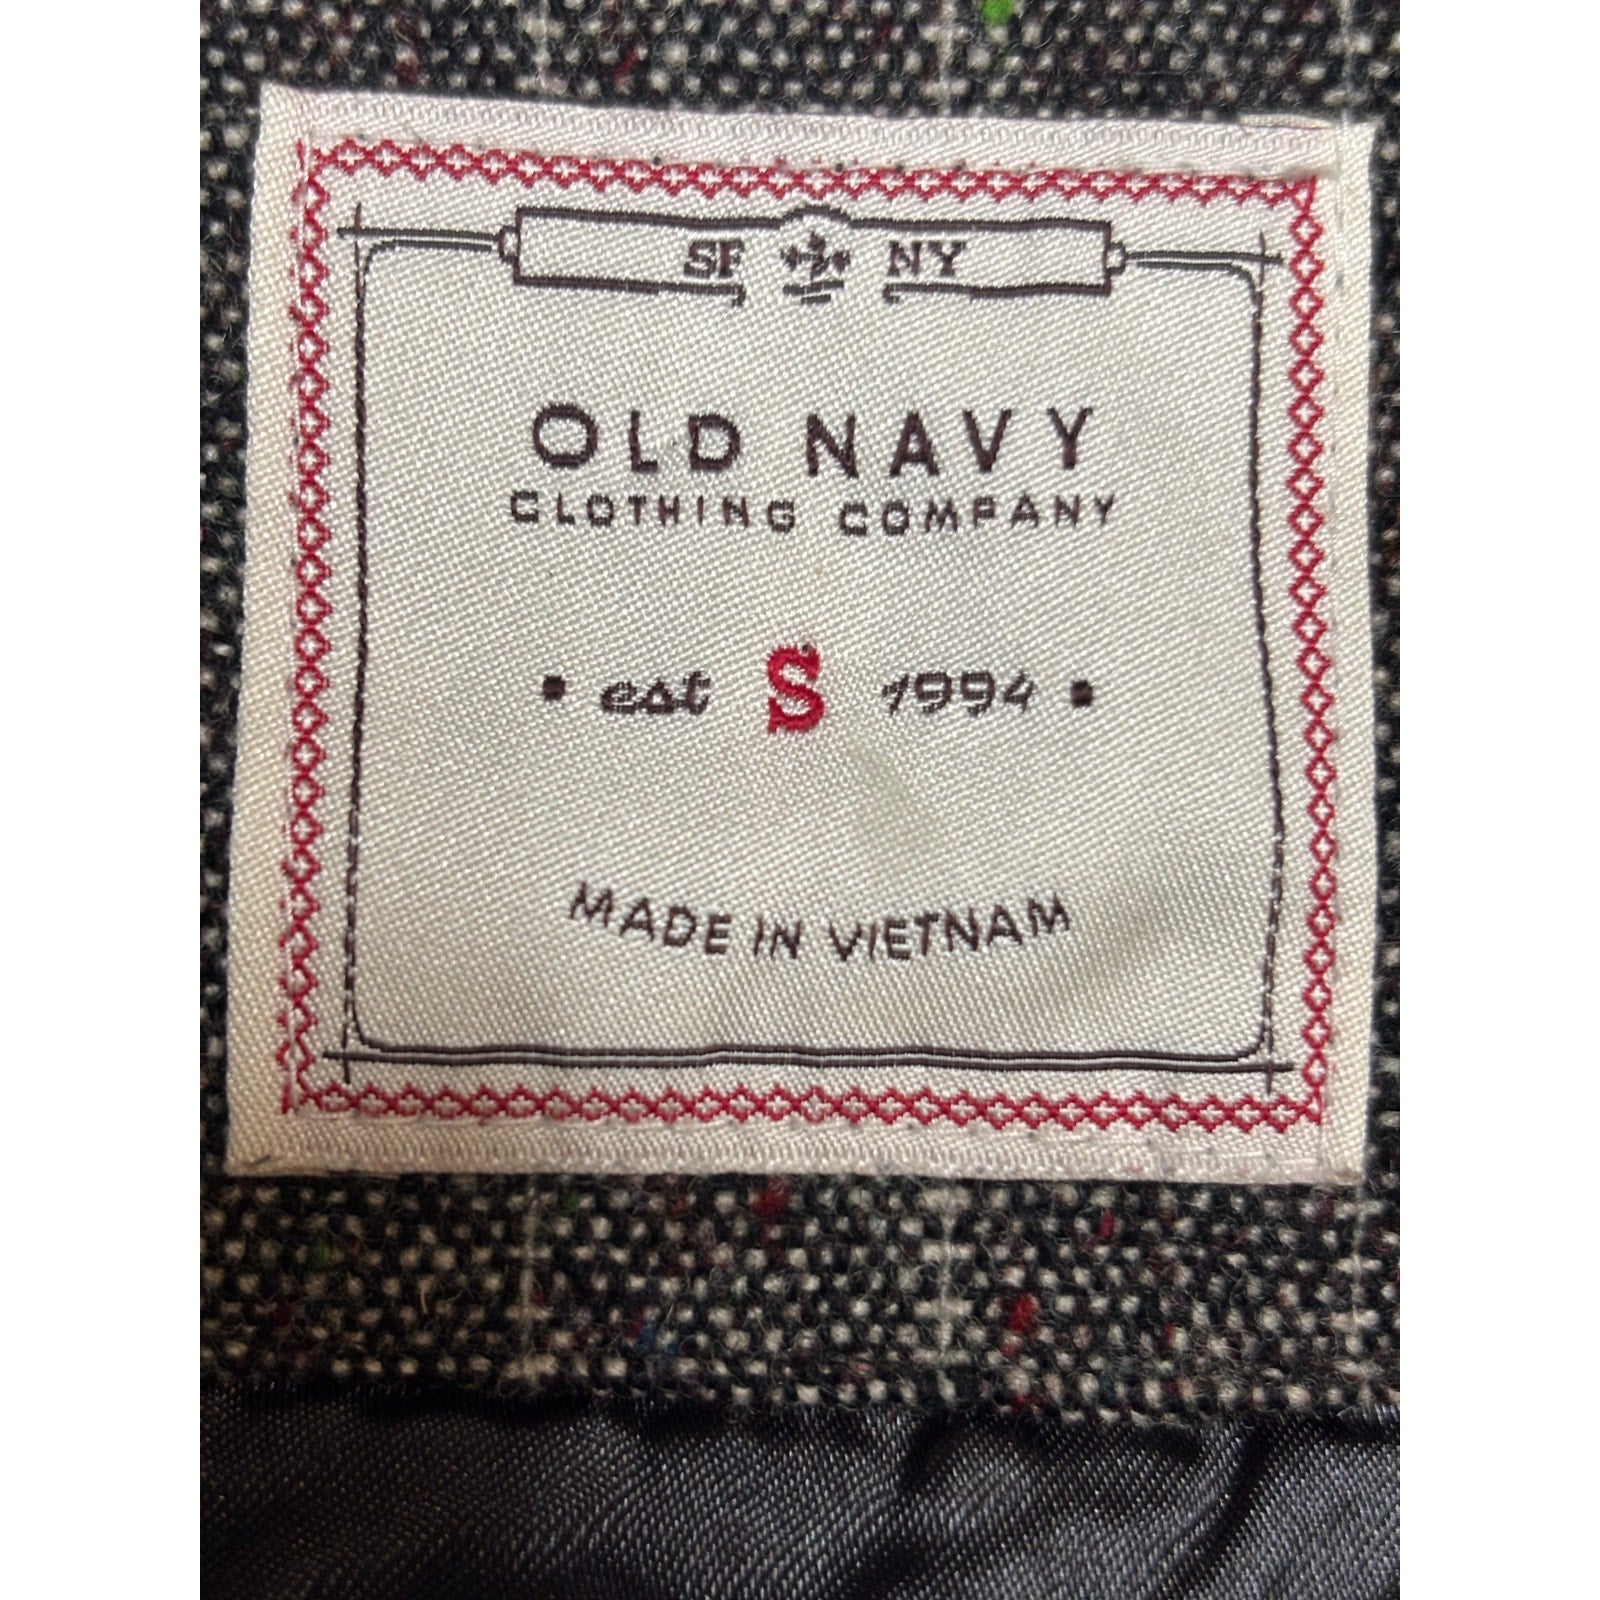 SF NY
OLD NAVY
CLOTHING COMPANY
• est S 1994 •
MADE IN VIETNAM